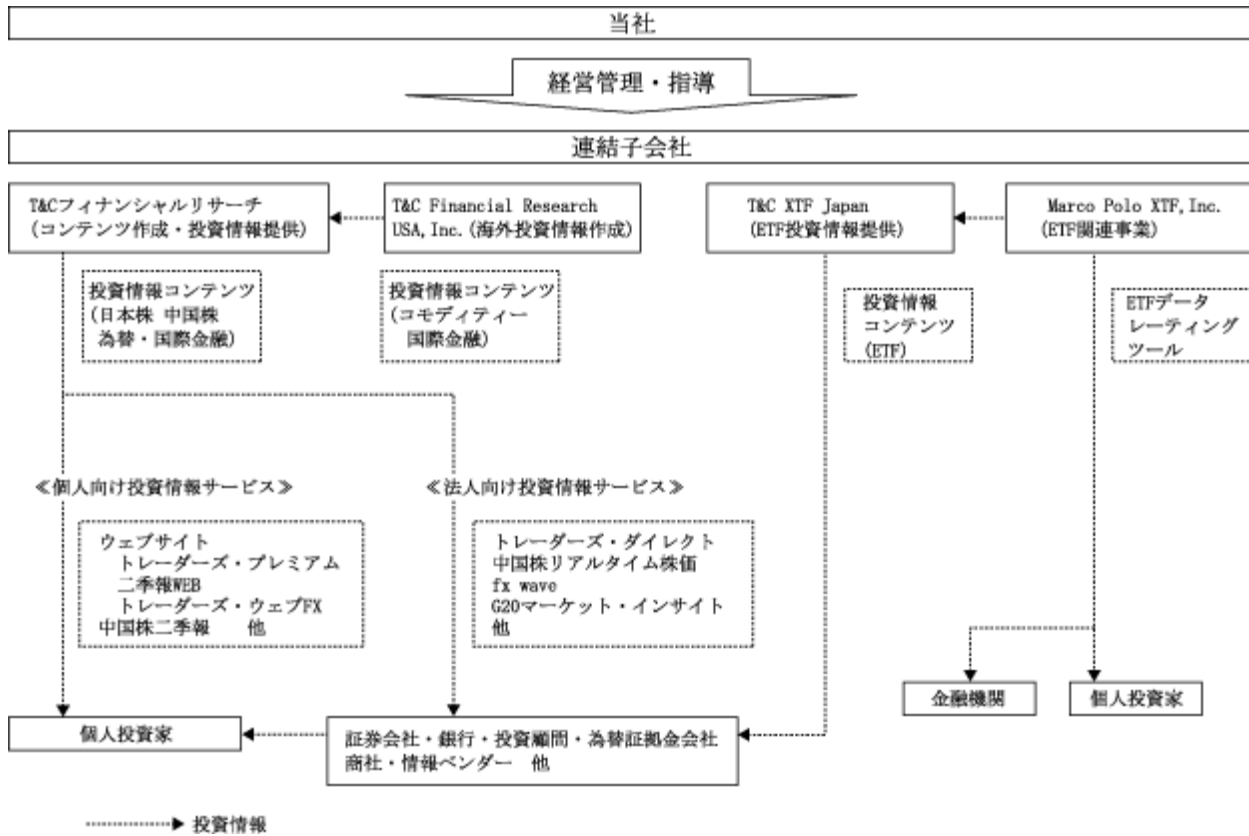 当社
経営管理・指導
連結子会社
T&Cフィナンシャルリサーチ
(コンテンツ作成・投資情報提供)
T&C Financial Research
USA,Inc.(海外投資情報作成)
T&C XTF Japan
(ETF投資情報提供)
Marco Polo XTF,Inc.
(ETF関連事業)
投資情報コンテンツ
(日本株 中国株
為替・国際金融)
投資情報コンテンツ
(コモディティー
国際金融)
投資情報
コンテンツ
(ETF)
ETFデータ
レーティング
ツール
≪個人向け投資情報サービス≫
≪法人向け投資情報サービス≫
ウェブサイト
トレーダーズ・プレミアム
二季報WEB
トレーダーズ・ウェブFX
中国株二季報 他
トレーダーズ・ダイレクト
中国株リアルタイム株価
fx wave
G20マーケット・インサイト
他
金融機関
個人投資家
個人投資家
証券会社・銀行・投資顧問・為替証拠金会社
商社・情報ベンダー 他
投資情報